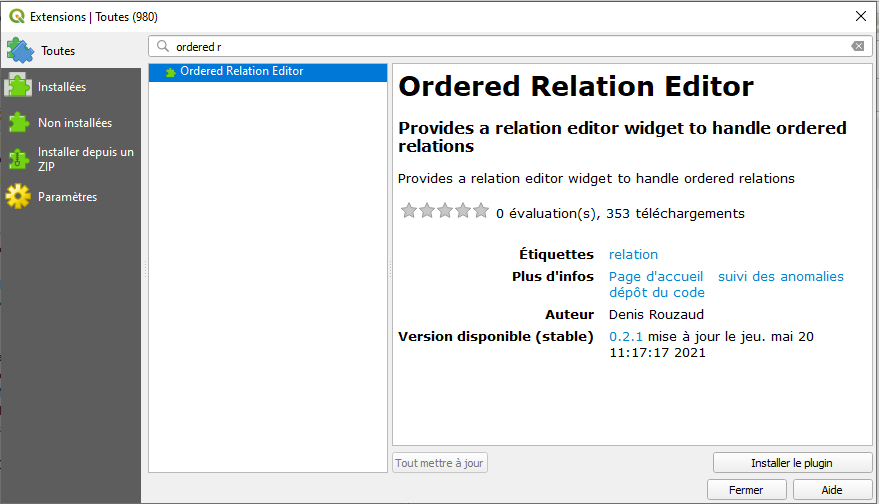 Extensions | Toutes (980)
Toutes
Installées
Non installées
Installer depuis un
ZIP
Paramètres
ordered r
Ordered Relation Editor
Ordered Relation Editor
Provides a relation editor widget to handle ordered
relations
Provides a relation editor widget to handle ordered relations
0 évaluation(s), 353 téléchargements
Étiquettes relation
Plus d'infos Page d'accueil suivi des anomalies
dépôt du code
Auteur Denis Rouzaud
Version disponible (stable) 0.2.1 mise à jour le jeu. mai 20
11:17:17 2021
Tout mettre à jour
Installer le plugin
Fermer
Aide